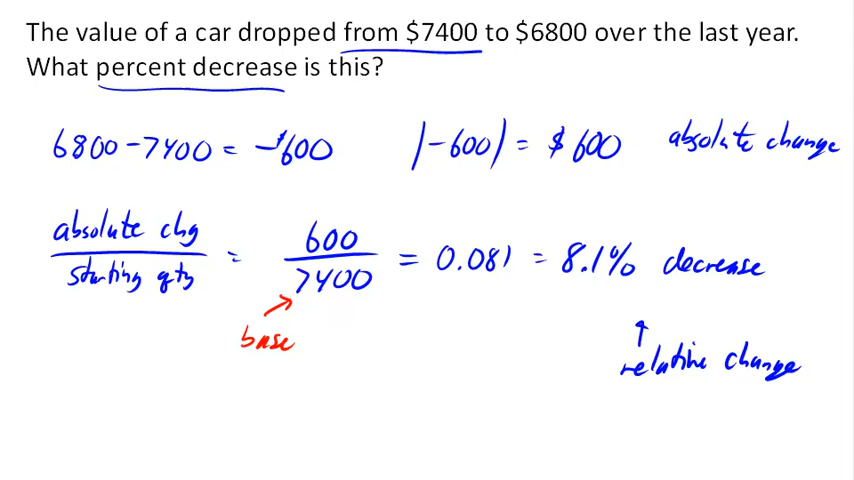 The value of a car dropped from $7400 to $6800 over the last year.
What percent decrease is this?
6800 - 7400 = -$600 |-600| = $600 absolute change
absolute chg / starting qty = 600 / 7400 = 0.081 = 8.1% decrease
base
relative change